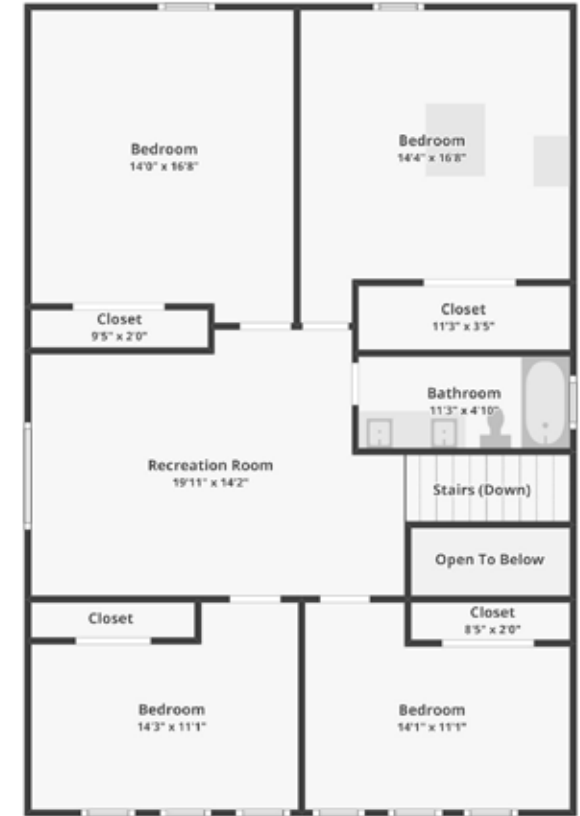 Bedroom
14'0" x 16'8"
Bedroom
14'4" x 16'8"
Closet
9'5" x 2'0"
Closet
11'3" x 3'5"
Bathroom
11'3" x 4'10"
Recreation Room
19'11" x 14'2"
Stairs (Down)
Open To Below
Closet
Closet
8'5" x 2'0"
Bedroom
14'3" x 11'1"
Bedroom
14'1" x 11'1"